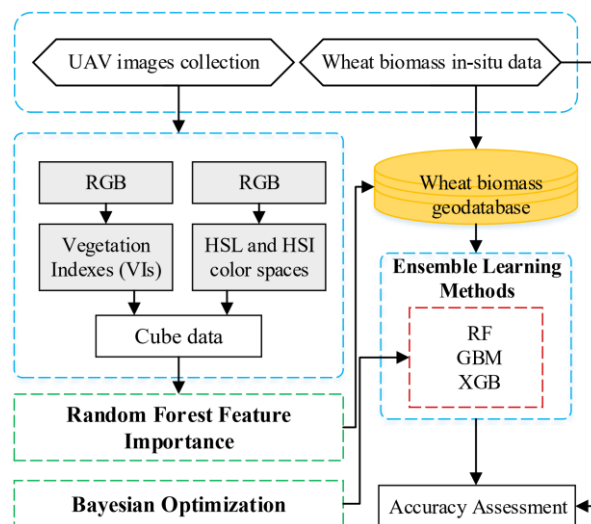 UAV images collection
Wheat biomass in-situ data
RGB
RGB
Vegetation
Indexes (VIs)
HSL and HSI
color spaces
Cube data
Random Forest Feature
Importance
Bayesian Optimization
Wheat biomass
geodatabase
Ensemble Learning
Methods
RF
GBM
XGB
Accuracy Assessment